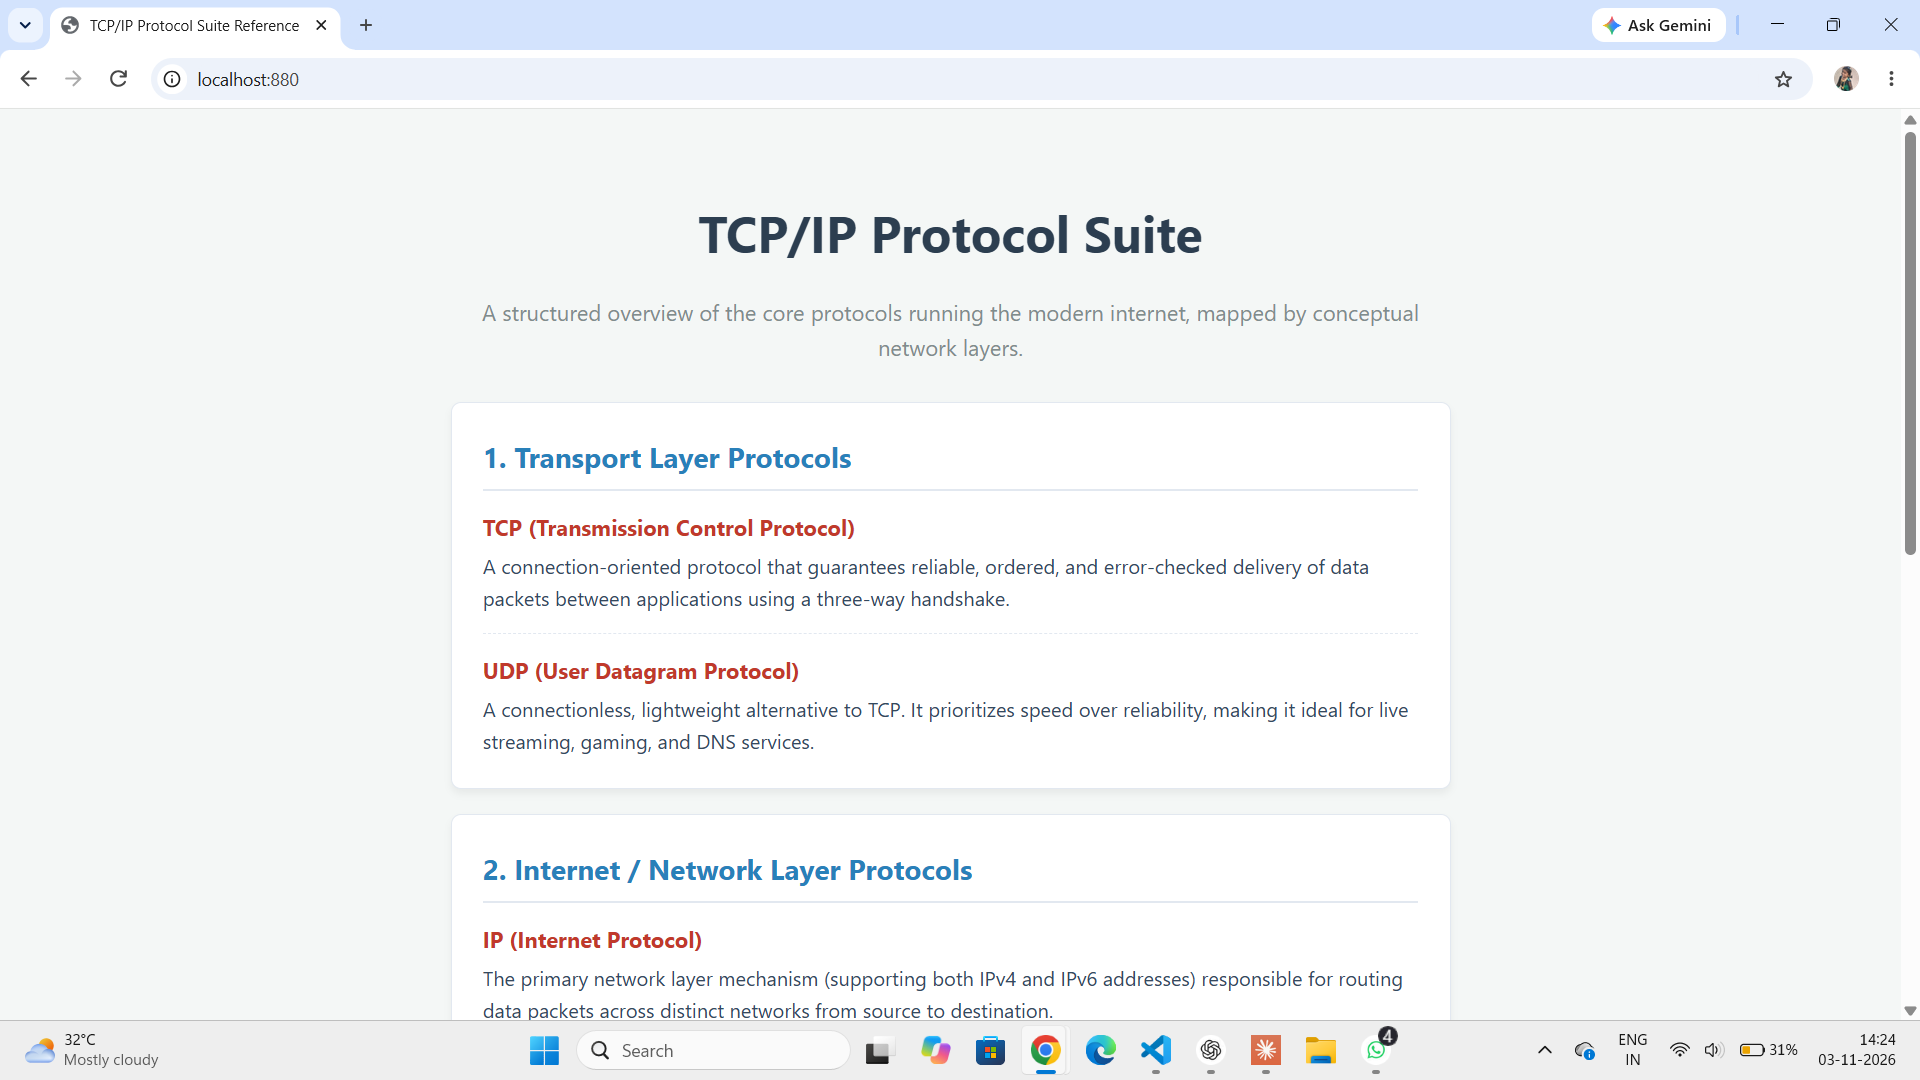 TCP/IP Protocol Suite Reference
Ask Gemini
localhost:880
TCP/IP Protocol Suite
A structured overview of the core protocols running the modern internet, mapped by conceptual
network layers.
1. Transport Layer Protocols
TCP (Transmission Control Protocol)
A connection-oriented protocol that guarantees reliable, ordered, and error-checked delivery of data
packets between applications using a three-way handshake.
UDP (User Datagram Protocol)
A connectionless, lightweight alternative to TCP. It prioritizes speed over reliability, making it ideal for live
streaming, gaming, and DNS services.
2. Internet / Network Layer Protocols
IP (Internet Protocol)
The primary network layer mechanism (supporting both IPv4 and IPv6 addresses) responsible for routing
data packets across distinct networks from source to destination.
32°C
Mostly cloudy
Search
4
ENG
IN
31%
14:24
03-11-2026